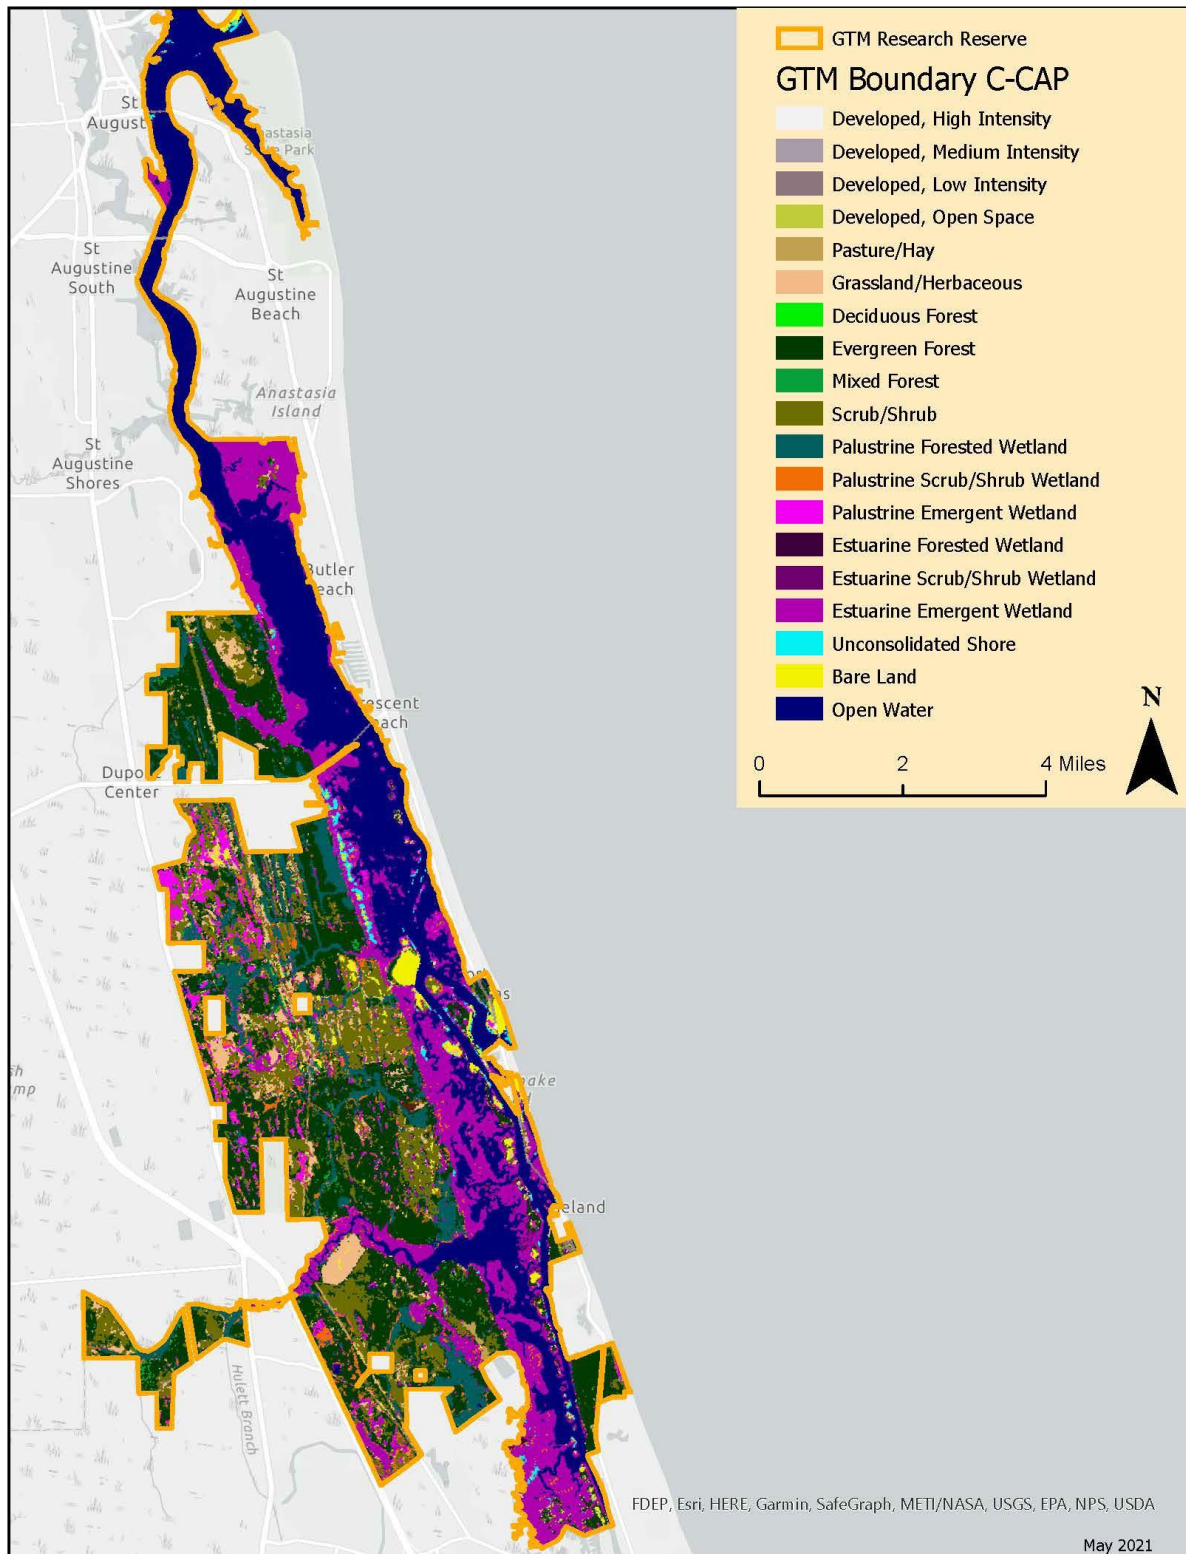 GTM Research Reserve
GTM Boundary C-CAP
Developed, High Intensity
Developed, Medium Intensity
Developed, Low Intensity
Developed, Open Space
Pasture/Hay
Grassland/Herbaceous
Deciduous Forest
Evergreen Forest
Mixed Forest
Scrub/Shrub
Palustrine Forested Wetland
Palustrine Scrub/Shrub Wetland
Palustrine Emergent Wetland
Estuarine Forested Wetland
Estuarine Scrub/Shrub Wetland
Estuarine Emergent Wetland
Unconsolidated Shore
Bare Land
Open Water
N
0 2 4 Miles
St
August
Park
St
Augustine
South
St
Augustine
Beach
Anastasia
Island
St
Augustine
Shores
Butler
Center
Hulett Branch
FDEP, Esri, HERE, Garmin, SafeGraph, METI/NASA, USGS, EPA, NPS, USDA
May 2021